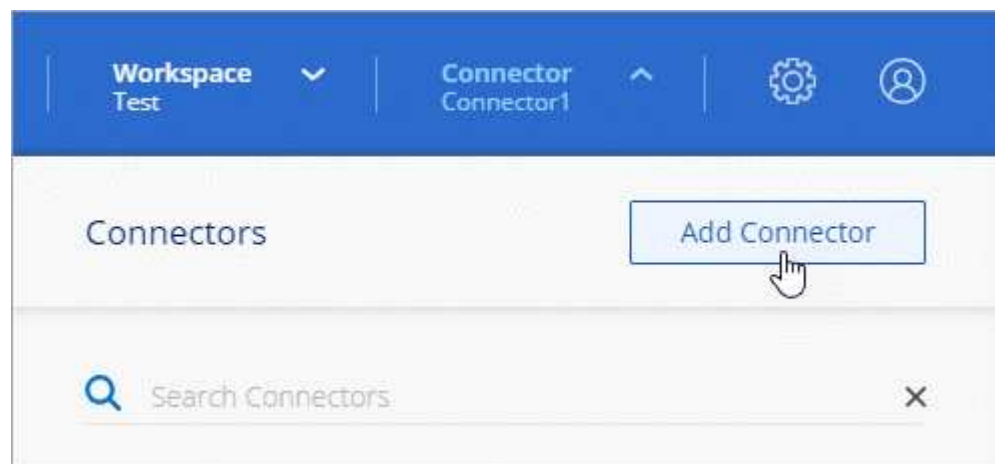 Workspace
Test
Connector
Connector1
Connectors
Add Connector
Search Connectors